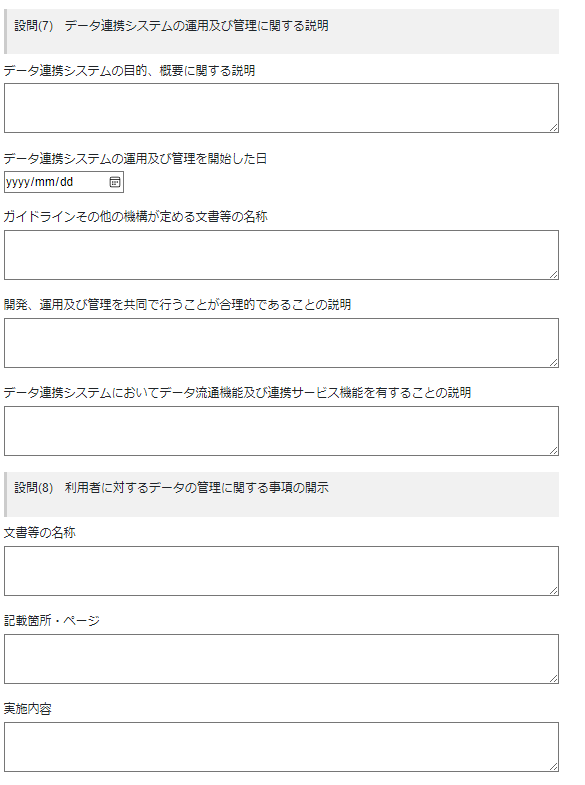 設問(7)　データ連携システムの運用及び管理に関する説明
データ連携システムの目的、概要に関する説明
データ連携システムの運用及び管理を開始した日
yyyy/mm/dd
ガイドラインその他の機構が定める文書等の名称
開発、運用及び管理を共同で行うことが合理的であることの説明
データ連携システムにおいてデータ流通機能及び連携サービス機能を有することの説明
設問(8)　利用者に対するデータの管理に関する事項の開示
文書等の名称
記載箇所・ページ
実施内容